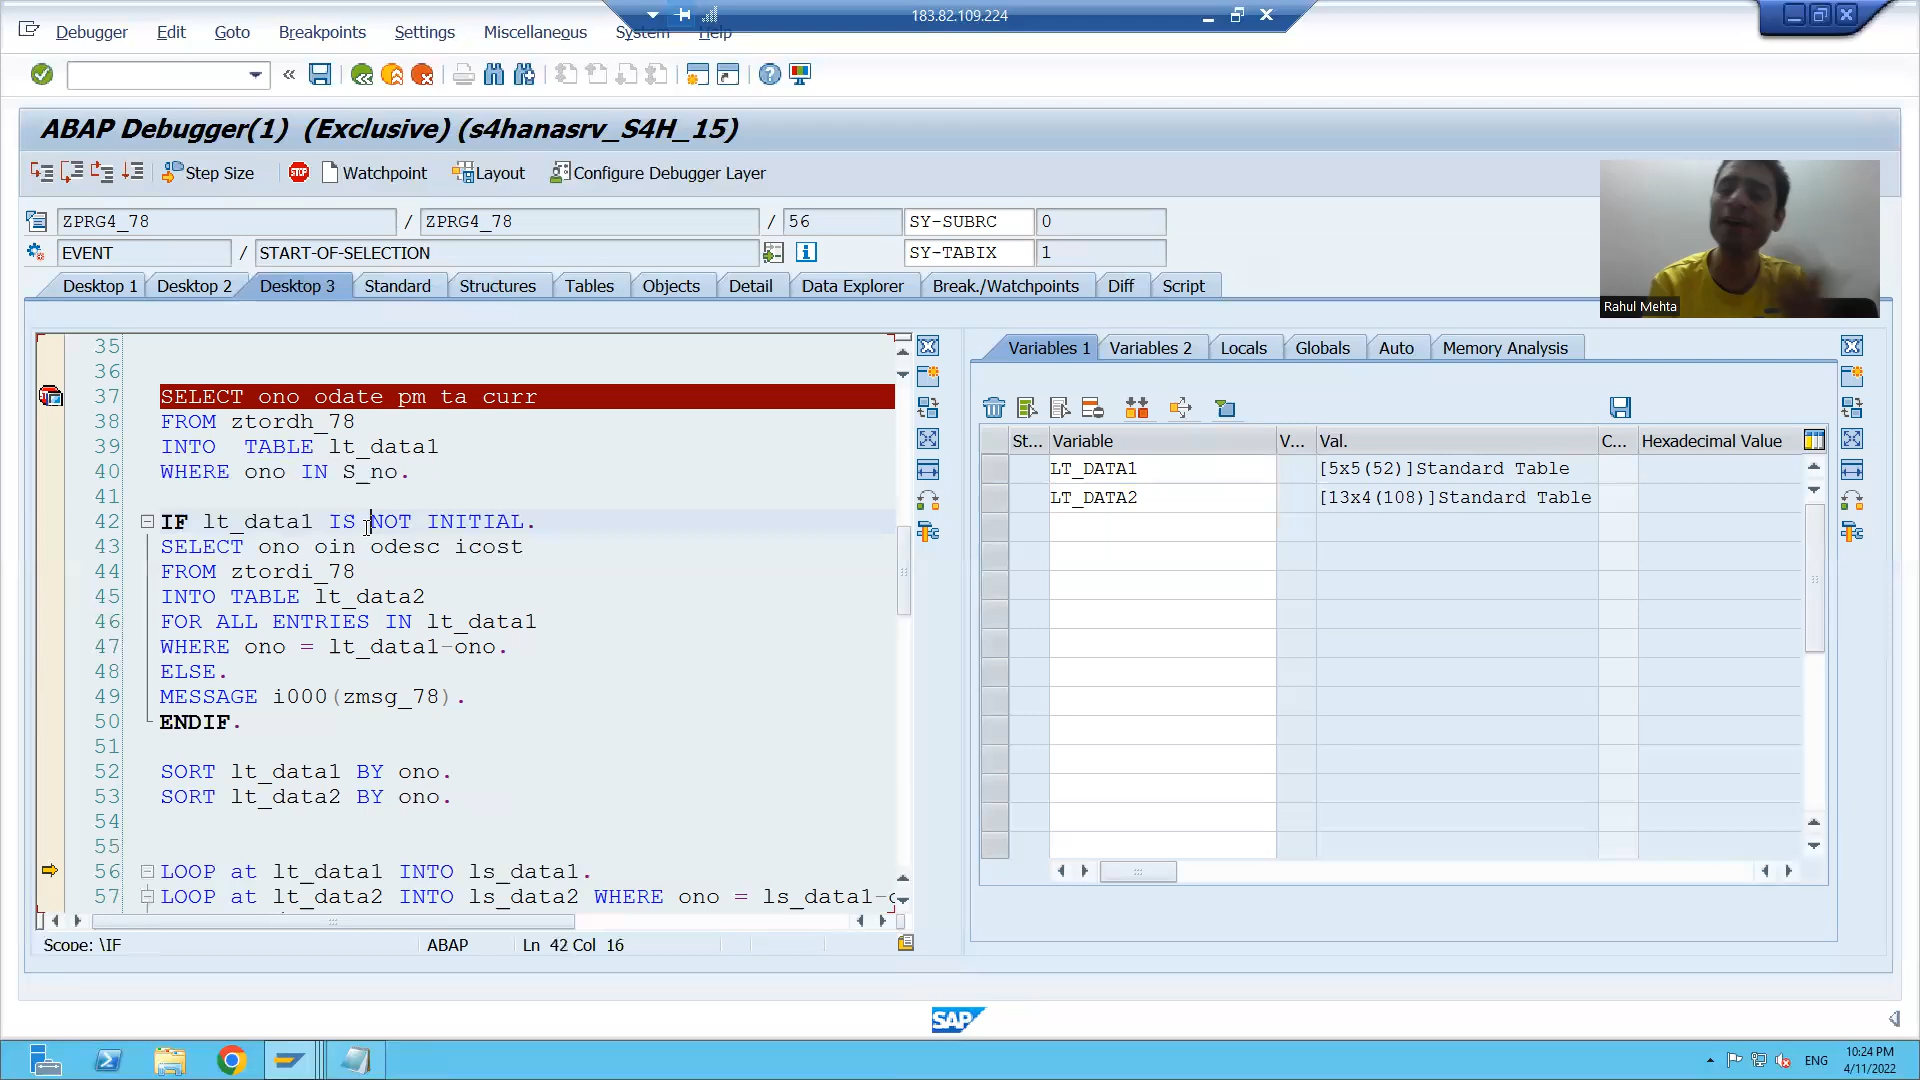 183.82.109.224
Debugger Edit Goto Breakpoints Settings Miscellaneous System Help
ABAP Debugger(1) (Exclusive) (s4hanasrv_S4H_15)
Step Size STOP Watchpoint Layout Configure Debugger Layer
ZPRG4_78 / ZPRG4_78 / 56 SY-SUBRC 0
EVENT / START-OF-SELECTION SY-TABIX 1
Rahul Mehta
Desktop 1 Desktop 2 Desktop 3 Standard Structures Tables Objects Detail Data Explorer Break./Watchpoints Diff Script
Variables 1 Variables 2 Locals Globals Auto Memory Analysis
St... Variable V... Val. C... Hexadecimal Value
LT_DATA1 [5x5(52)]Standard Table
LT_DATA2 [13x4(108)]Standard Table
35
36
37 SELECT ono odate pm ta curr
38 FROM ztordh_78
39 INTO TABLE lt_data1
40 WHERE ono IN S_no.
41
42 IF lt_data1 IS NOT INITIAL.
43 SELECT ono oin odesc icost
44 FROM ztordi_78
45 INTO TABLE lt_data2
46 FOR ALL ENTRIES IN lt_data1
47 WHERE ono = lt_data1-ono.
48 ELSE.
49 MESSAGE i000(zmsg_78).
50 ENDIF.
51
52 SORT lt_data1 BY ono.
53 SORT lt_data2 BY ono.
54
55
56 LOOP at lt_data1 INTO ls_data1.
57 LOOP at lt_data2 INTO ls_data2 WHERE ono = ls_data1-o
Scope: \IF ABAP Ln 42 Col 16
SAP
ENG 10:24 PM
4/11/2022